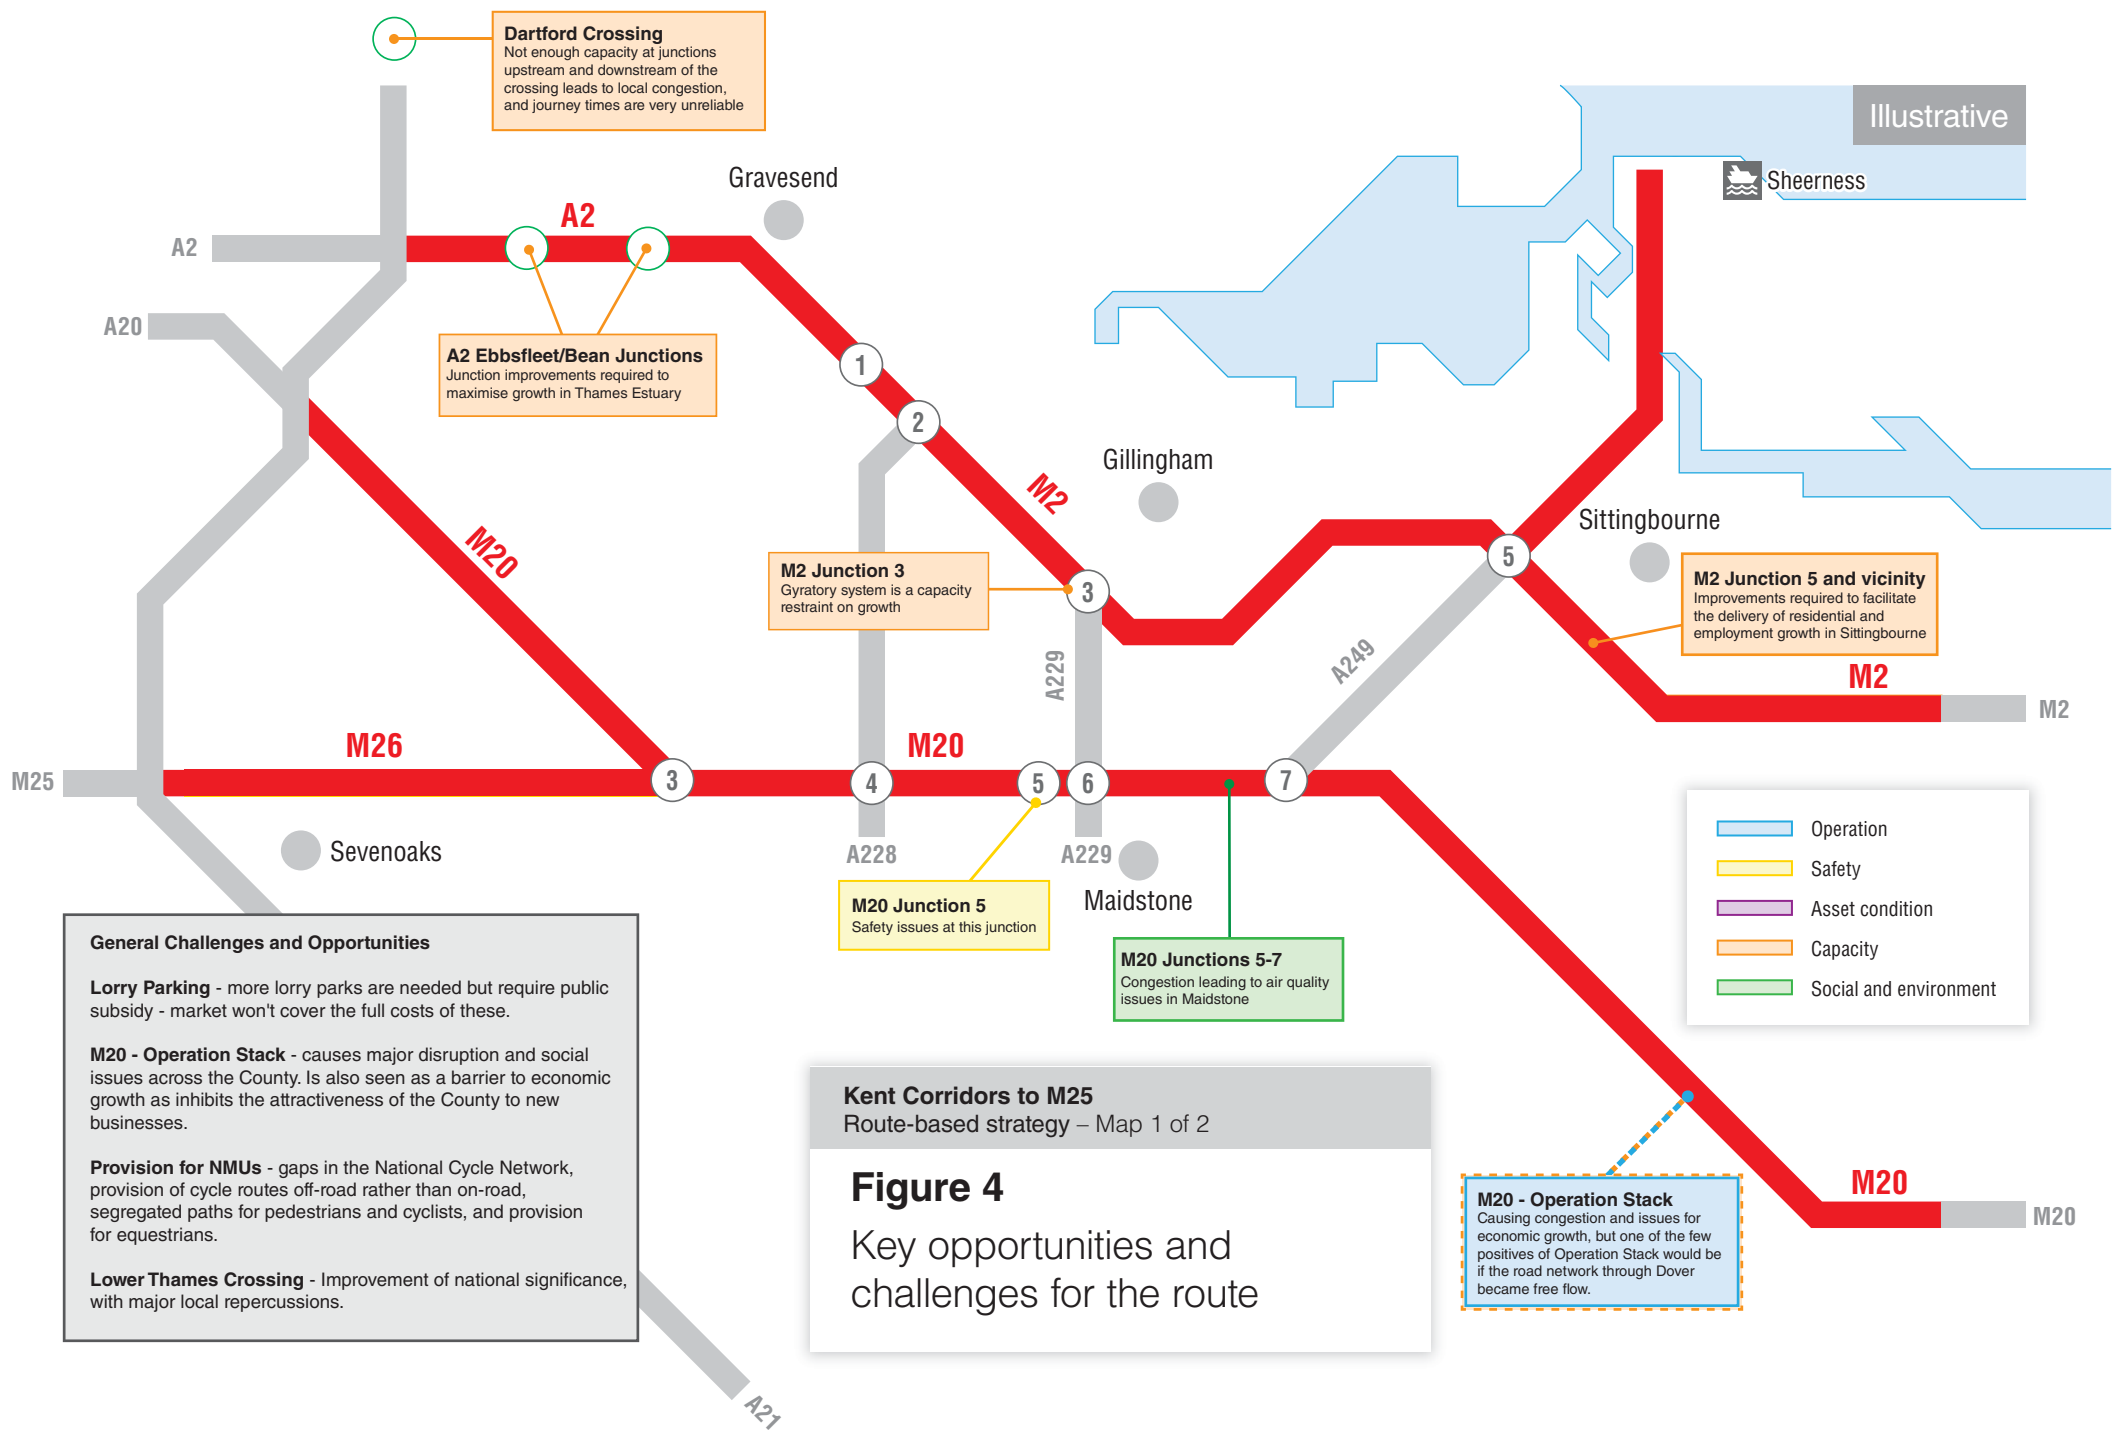 Dartford Crossing
Not enough capacity at junctions
upstream and downstream of the
crossing leads to local congestion,
and journey times are very unreliable
Illustrative
Sheerness
Gravesend
A2
A2
A20
A2 Ebbsfleet/Bean Junctions
Junction improvements required to
maximise growth in Thames Estuary
1
2
Gillingham
M2
M20
Sittingbourne
5
M2 Junction 3
Gyratory system is a capacity
restraint on growth
3
M2 Junction 5 and vicinity
Improvements required to facilitate
the delivery of residential and
employment growth in Sittingbourne
A229
A249
M2
M2
M26
M20
M25
3
4
5
6
7
Sevenoaks
A228
A229
Maidstone
M20 Junction 5
Safety issues at this junction
M20 Junctions 5-7
Congestion leading to air quality
issues in Maidstone
Operation
Safety
Asset condition
Capacity
Social and environment
General Challenges and Opportunities
Lorry Parking - more lorry parks are needed but require public
subsidy - market won't cover the full costs of these.
M20 - Operation Stack - causes major disruption and social
issues across the County. Is also seen as a barrier to economic
growth as inhibits the attractiveness of the County to new
businesses.
Provision for NMUs - gaps in the National Cycle Network,
provision of cycle routes off-road rather than on-road,
segregated paths for pedestrians and cyclists, and provision
for equestrians.
Lower Thames Crossing - Improvement of national significance,
with major local repercussions.
Kent Corridors to M25
Route-based strategy – Map 1 of 2
Figure 4
Key opportunities and
challenges for the route
M20 - Operation Stack
Causing congestion and issues for
economic growth, but one of the few
positives of Operation Stack would be
if the road network through Dover
became free flow.
M20
M20
A21